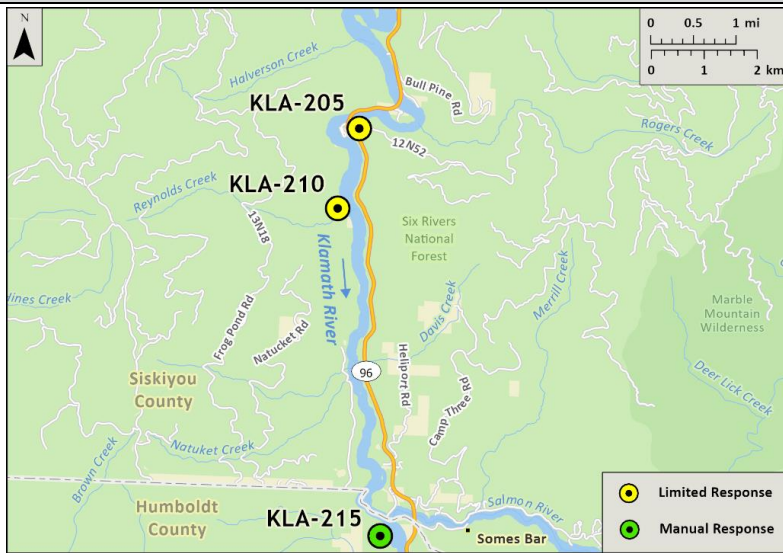 N
0 0.5 1 mi
0 1 2 km
Halverson Creek
Bull Pine Rd
KLA-205
Rogers Creek
12N52
Reynolds Creek
KLA-210
13N18
Six Rivers
National
Forest
Klamath River
Merrill Creek
Davis Creek
Marble
Mountain
Wilderness
Frog Pond Rd
Natucket Rd
Heliport Rd
96
Deer Lick Creek
Siskiyou
County
Camp Three Rd
Natuket Creek
Brown Creek
Humboldt
County
Salmon River
KLA-215
Somes Bar
Limited Response
Manual Response